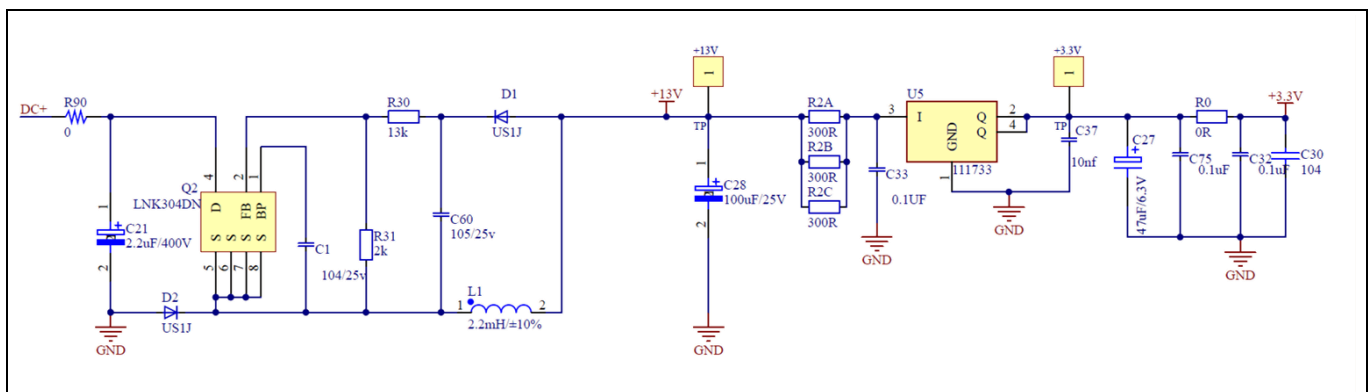 DC+
R90
0
1
C21
2.2uF/400V
2
GND
Q2
LNK304DN
4
2
1
D
FB
BP
S
S
S
S
5
6
7
8
D2
US1J
C1
104/25v
R30
13k
R31
2k
C60
105/25v
D1
US1J
L1
1
2
2.2mH/±10%
+13V
+13V
1
TP
1
C28
100uF/25V
2
GND
R2A
300R
R2B
300R
R2C
300R
C33
0.1UF
GND
U5
3
I
Q
Q
2
4
GND
1
111733
GND
+3.3V
1
TP
C37
10nf
C27
47uF/6.3V
C75
0.1uF
R0
0R
C32
0.1uF
+3.3V
C30
104
GND